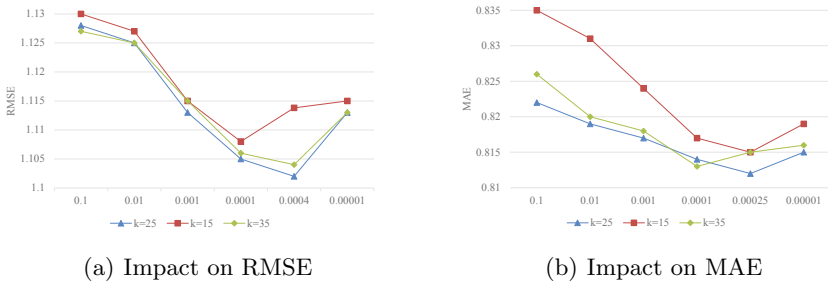 1.13
1.125
1.12
1.115
1.11
1.105
1.1
RMSE
0.1 0.01 0.001 0.0001 0.0004 0.00001
k=25 k=15 k=35
(a) Impact on RMSE
0.835
0.83
0.825
0.82
0.815
0.81
MAE
0.1 0.01 0.001 0.0001 0.00025 0.00001
k=25 k=15 k=35
(b) Impact on MAE